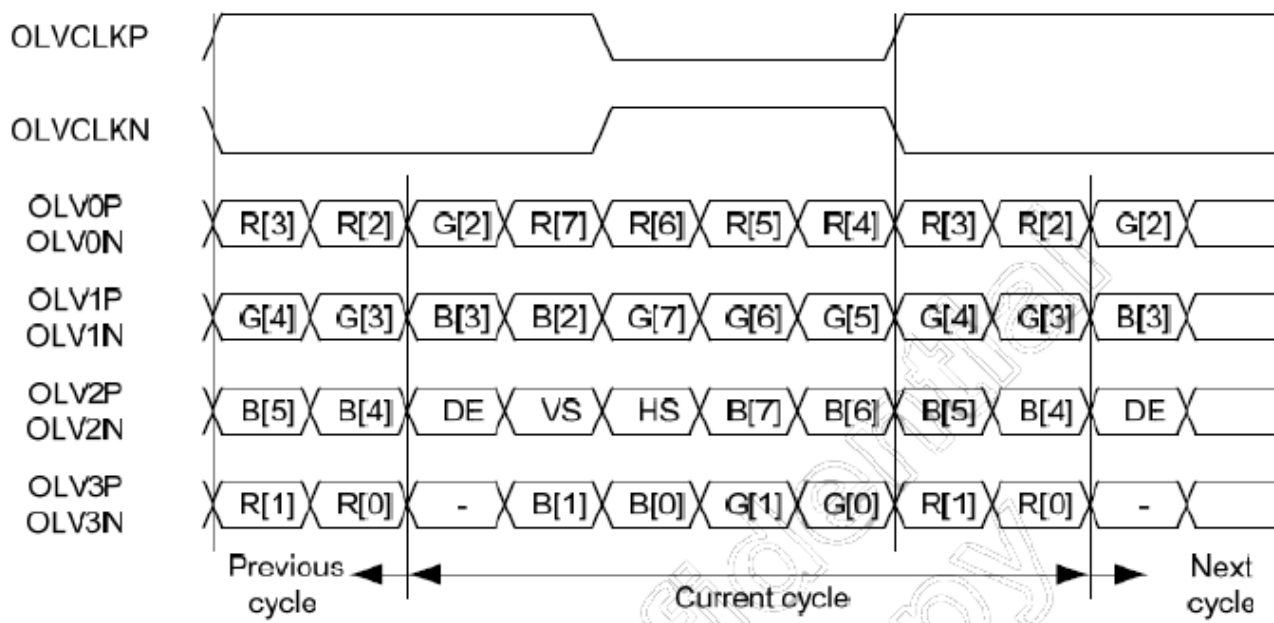 OLVCLKP
OLVCLKN
OLV0P
OLV0N
R[3] R[2] G[2] R[7] R[6] R[5] R[4] R[3] R[2] G[2]
OLV1P
OLV1N
G[4] G[3] B[3] B[2] G[7] G[6] G[5] G[4] G[3] B[3]
OLV2P
OLV2N
B[5] B[4] DE VS HS B[7] B[6] B[5] B[4] DE
OLV3P
OLV3N
R[1] R[0] - B[1] B[0] G[1] G[0] R[1] R[0] -
Previous
cycle
Current cycle
Next
cycle